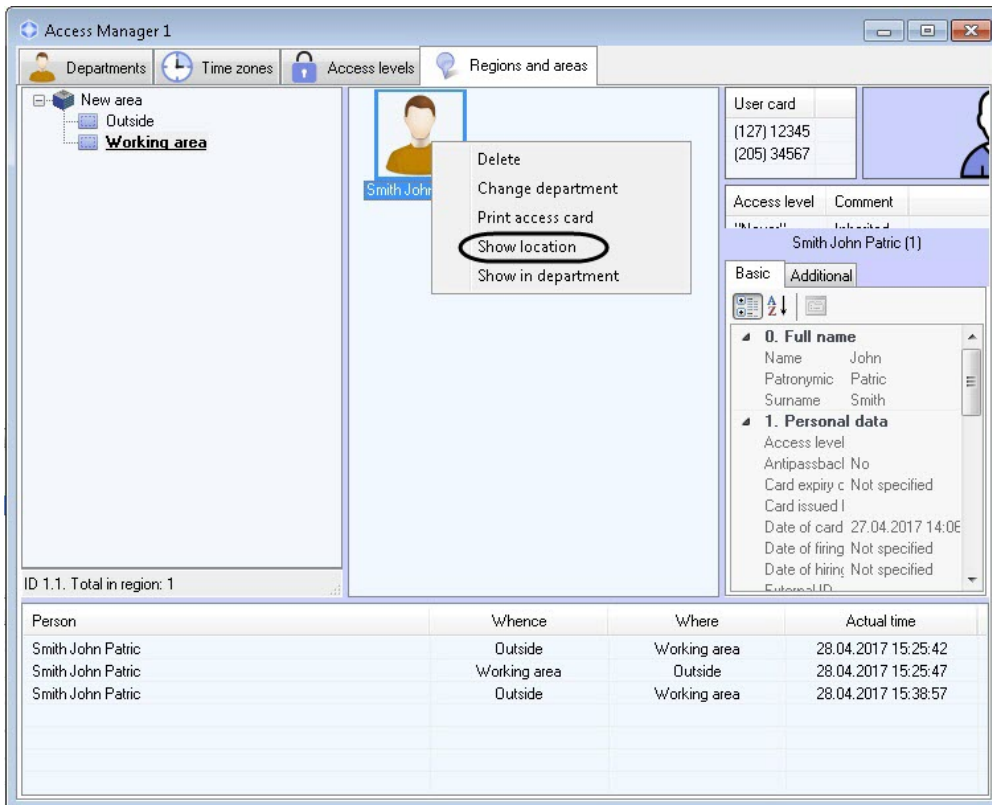 Access Manager 1
Departments Time zones Access levels Regions and areas
New area
Outside
Working area
ID 1.1. Total in region: 1
Smith John
Delete
Change department
Print access card
Show location
Show in department
User card
(127) 12345
(205) 34567
Access level Comment
Smith John Patric (1)
Basic Additional
0. Full name
Name John
Patronymic Patric
Surname Smith
1. Personal data
Access level
Antipassbacl No
Card expiry c Not specified
Card issued l
Date of card 27.04.2017 14:06
Date of firing Not specified
Date of hiring Not specified
Person Whence Where Actual time
Smith John Patric Outside Working area 28.04.2017 15:25:42
Smith John Patric Working area Outside 28.04.2017 15:25:47
Smith John Patric Outside Working area 28.04.2017 15:38:57